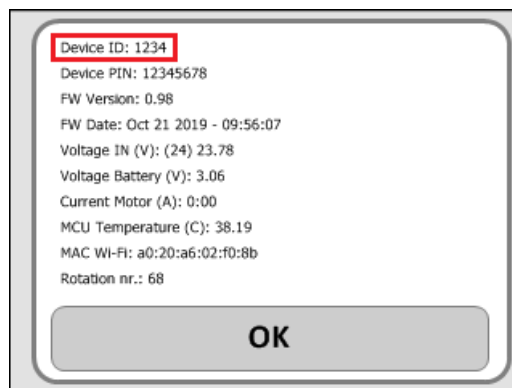 Device ID: 1234
Device PIN: 12345678
FW Version: 0.98
FW Date: Oct 21 2019 - 09:56:07
Voltage IN (V): (24) 23.78
Voltage Battery (V): 3.06
Current Motor (A): 0:00
MCU Temperature (C): 38.19
MAC Wi-Fi: a0:20:a6:02:f0:8b
Rotation nr.: 68
OK